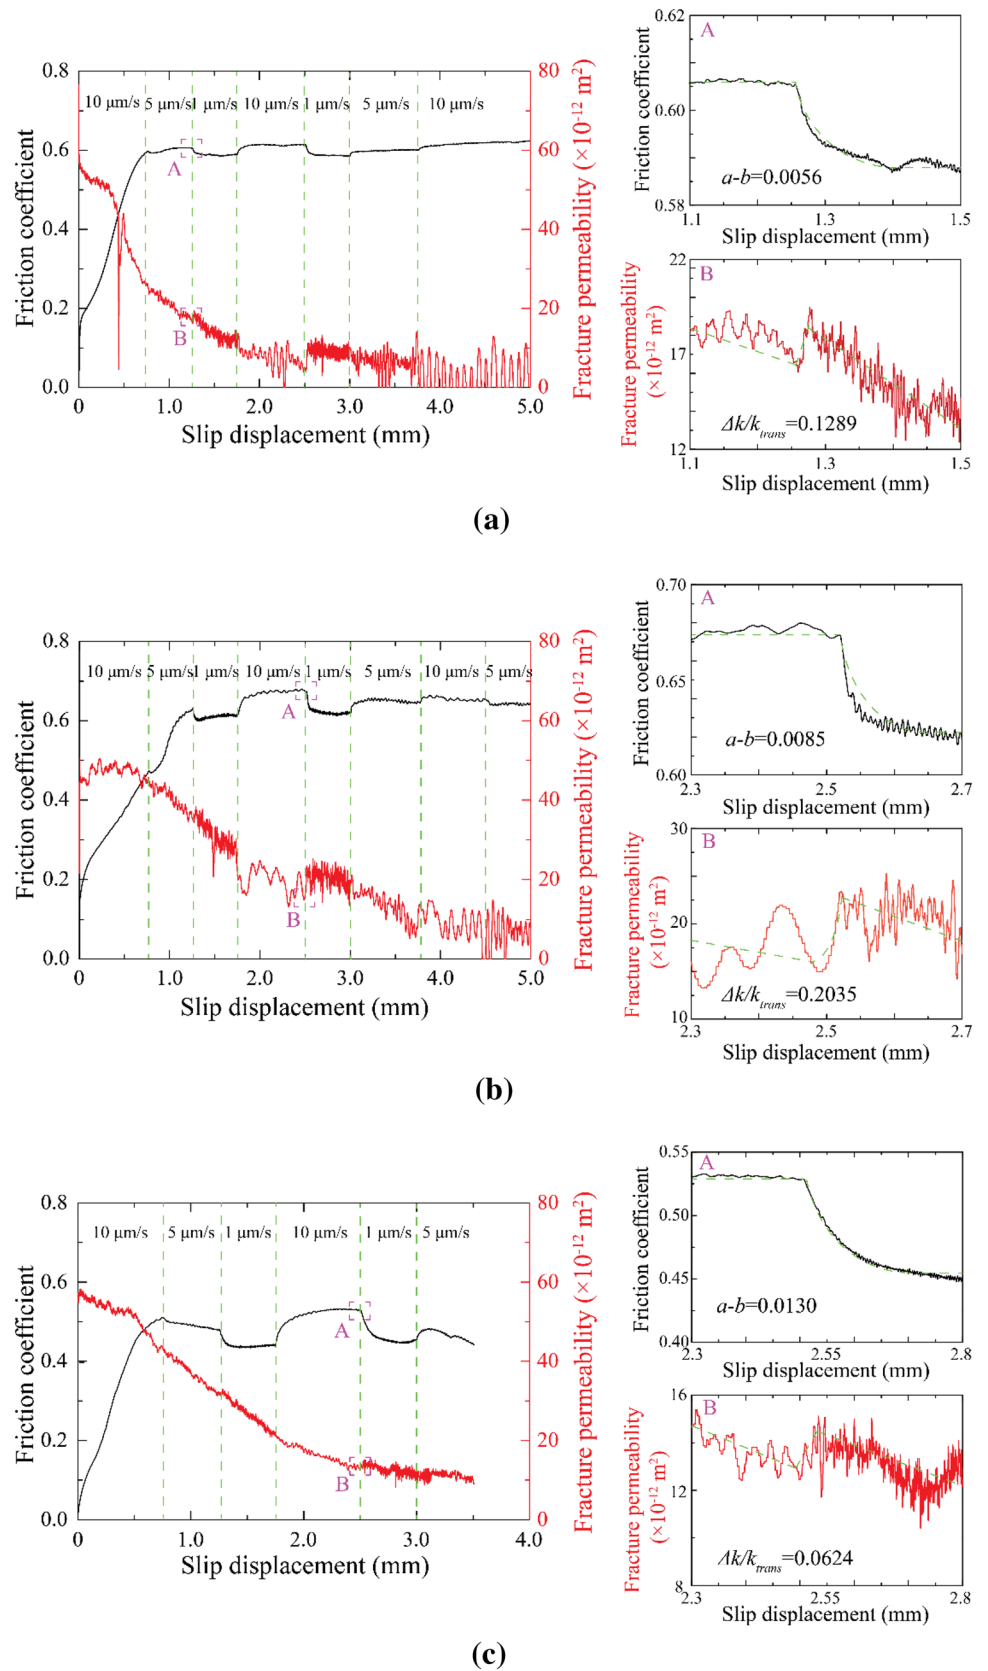 0.8
80
10 μm/s 5 μm/s 1 μm/s 10 μm/s 1 μm/s 5 μm/s 10 μm/s
0.6
60
A
0.4
40
0.2
20
B
0.0
0
0 1.0 2.0 3.0 4.0 5.0
Slip displacement (mm)
Friction coefficient
Fracture permeability (×10⁻¹² m²)
0.62
A
0.60
a-b=0.0056
0.58
1.1 1.3 1.5
Slip displacement (mm)
Friction coefficient
22
B
17
Δk/k_trans=0.1289
12
1.1 1.3 1.5
Slip displacement (mm)
Fracture permeability
(×10⁻¹² m²)
(a)
0.8
80
10 μm/s 5 μm/s 1 μm/s 10 μm/s 1 μm/s 5 μm/s 10 μm/s 5 μm/s
0.6
60
A
0.4
40
0.2
20
B
0.0
0
0 1.0 2.0 3.0 4.0 5.0
Slip displacement (mm)
Friction coefficient
Fracture permeability (×10⁻¹² m²)
0.70
A
0.65
a-b=0.0085
0.60
2.3 2.5 2.7
Slip displacement (mm)
Friction coefficient
30
B
20
Δk/k_trans=0.2035
10
2.3 2.5 2.7
Slip displacement (mm)
Fracture permeability
(×10⁻¹² m²)
(b)
0.8
80
10 μm/s 5 μm/s 1 μm/s 10 μm/s 1 μm/s 5 μm/s
0.6
60
A
0.4
40
0.2
20
B
0.0
0
0 1.0 2.0 3.0 4.0
Slip displacement (mm)
Friction coefficient
Fracture permeability (×10⁻¹² m²)
0.55
A
0.50
0.45
a-b=0.0130
0.40
2.3 2.55 2.8
Slip displacement (mm)
Friction coefficient
16
B
12
Δk/k_trans=0.0624
8
2.3 2.55 2.8
Slip displacement (mm)
Fracture permeability
(×10⁻¹² m²)
(c)